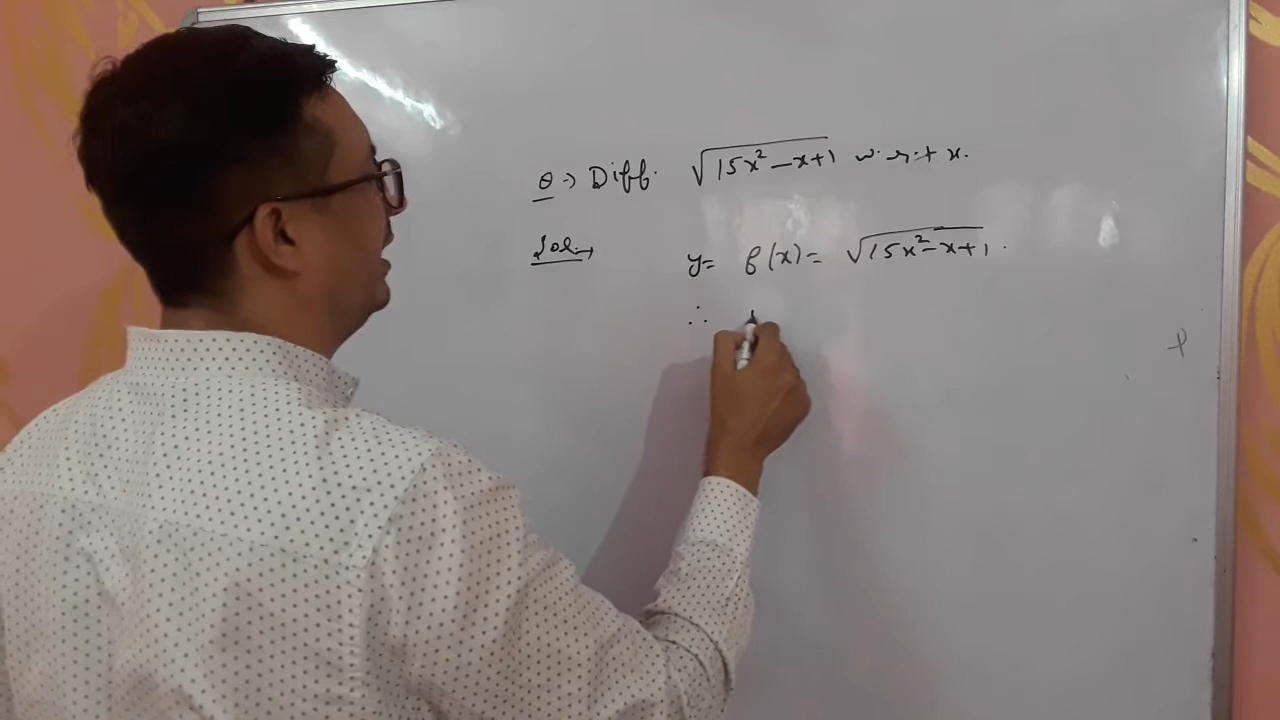 Q → Diff. √15x²-x+1 w.r.t x.
Sol → y= f(x)= √15x²-x+1.
∴